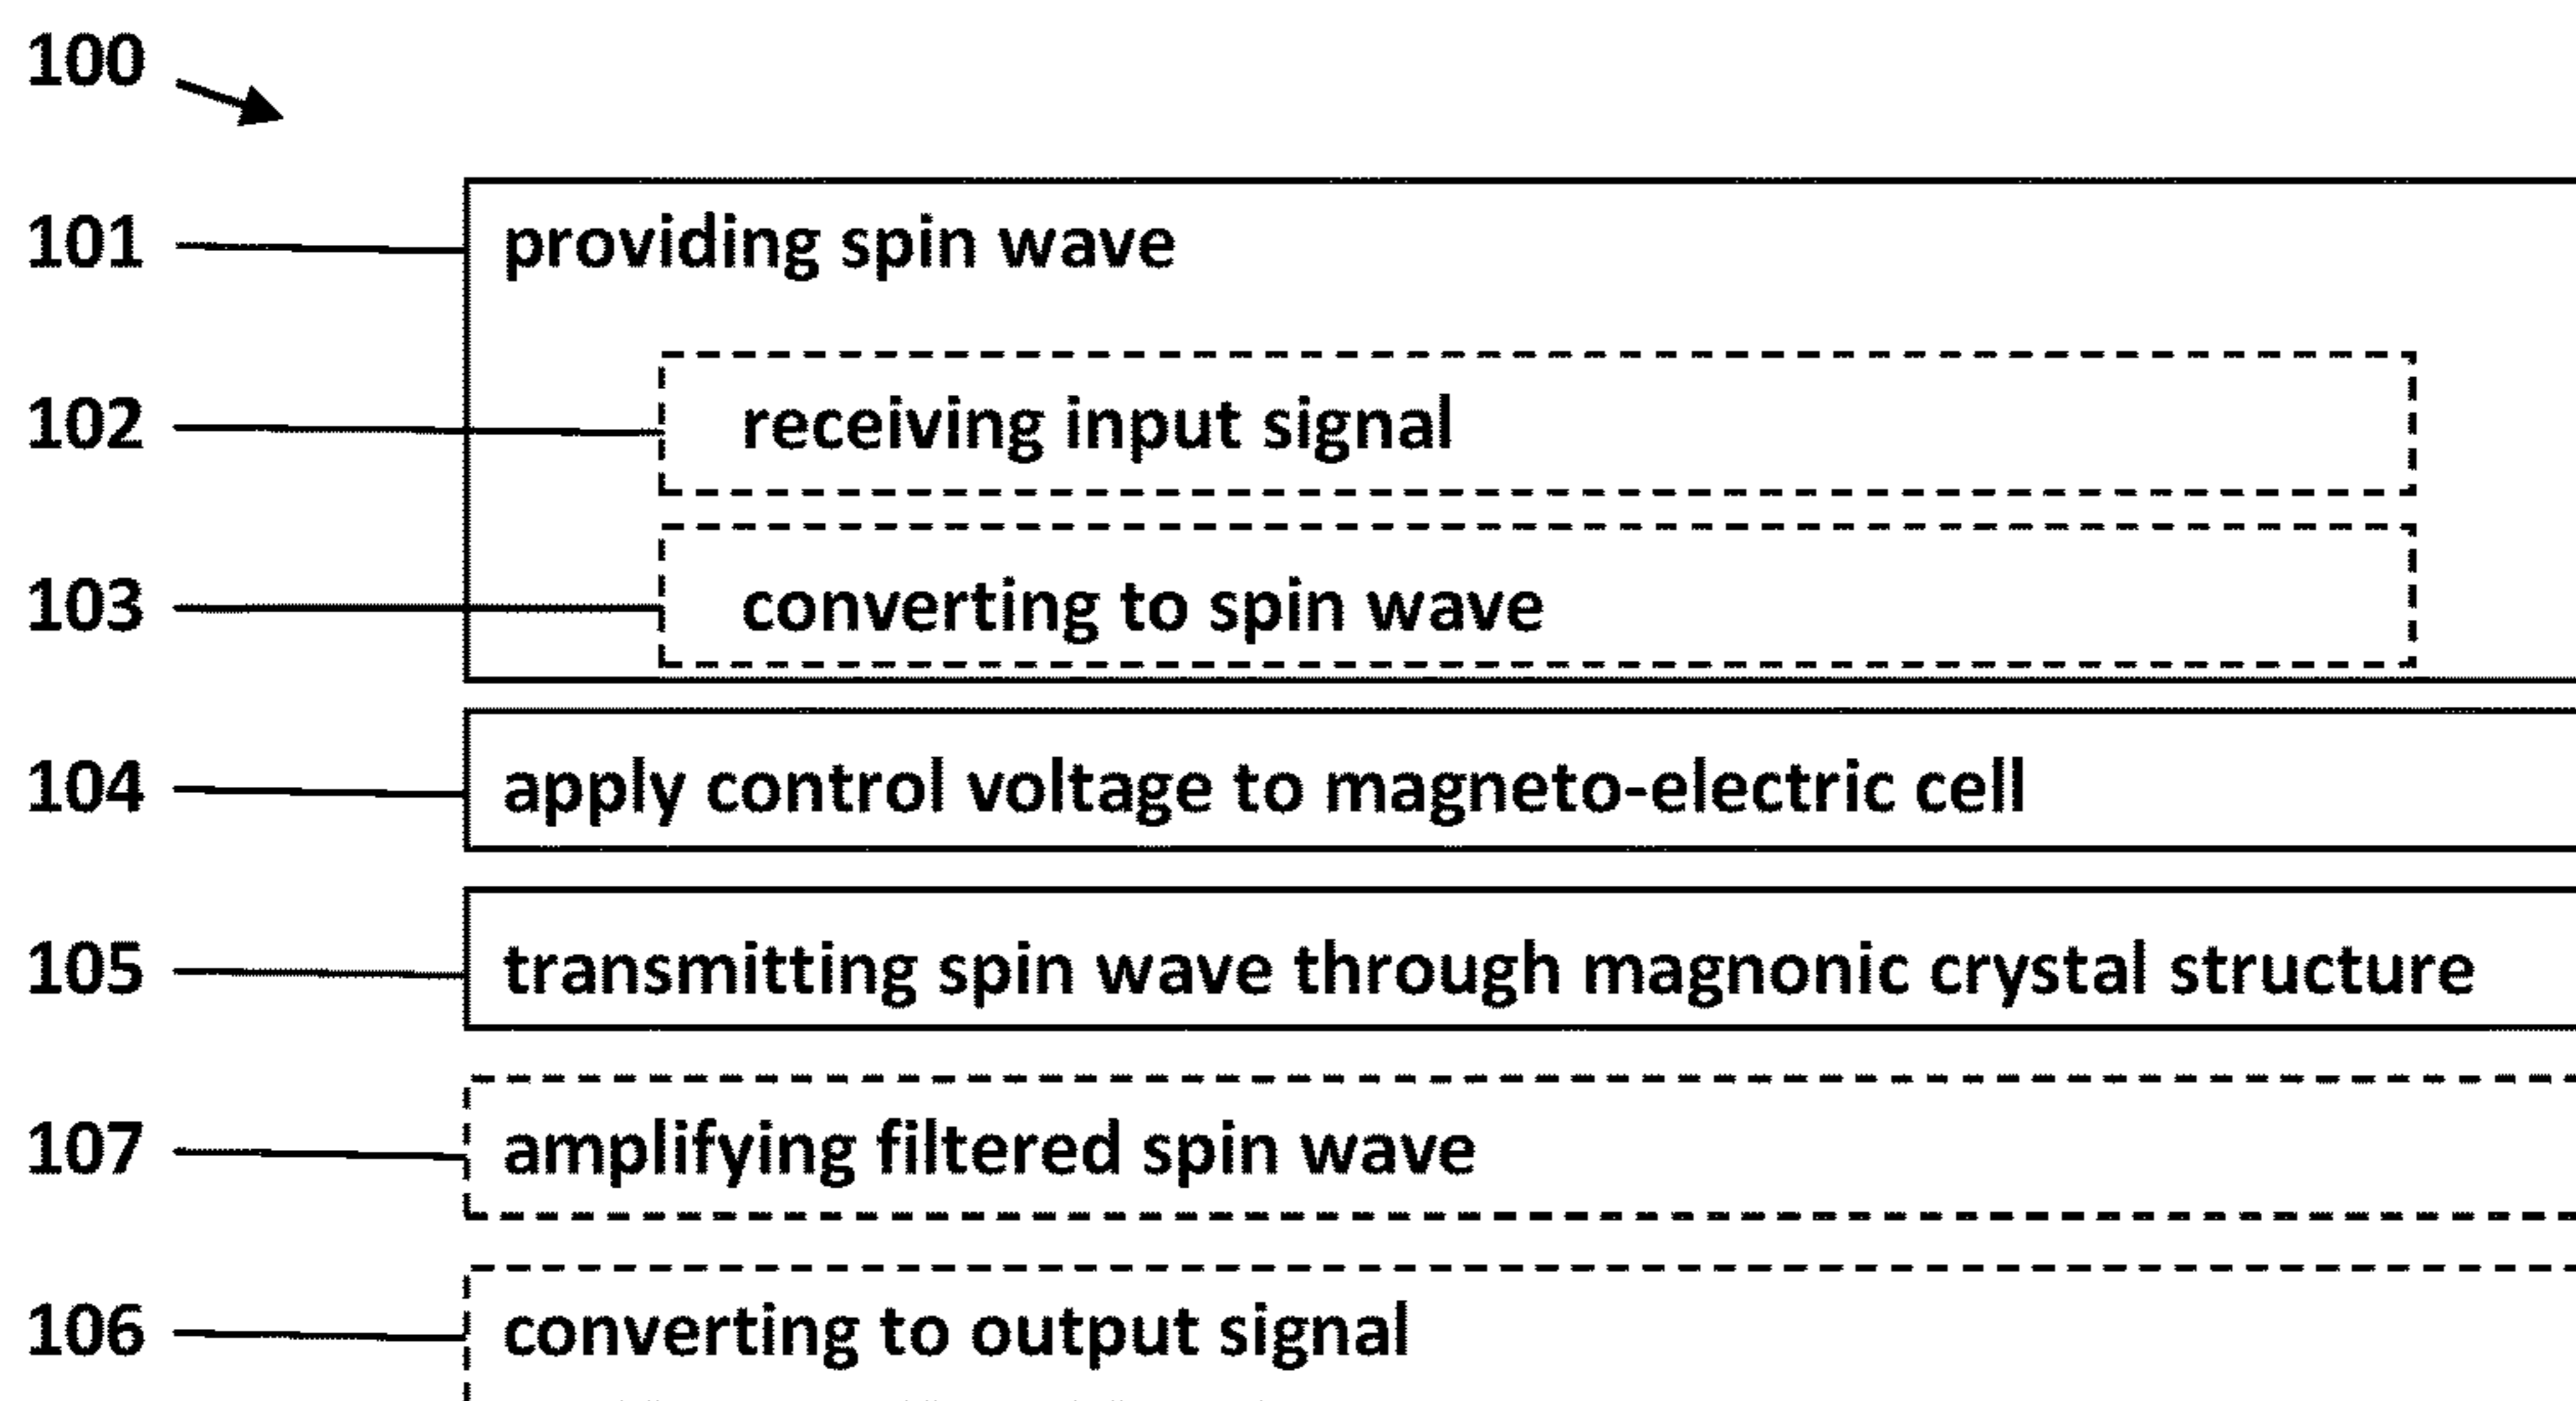 100
101 providing spin wave
102 receiving input signal
103 converting to spin wave
104 apply control voltage to magneto-electric cell
105 transmitting spin wave through magnonic crystal structure
107 amplifying filtered spin wave
106 converting to output signal